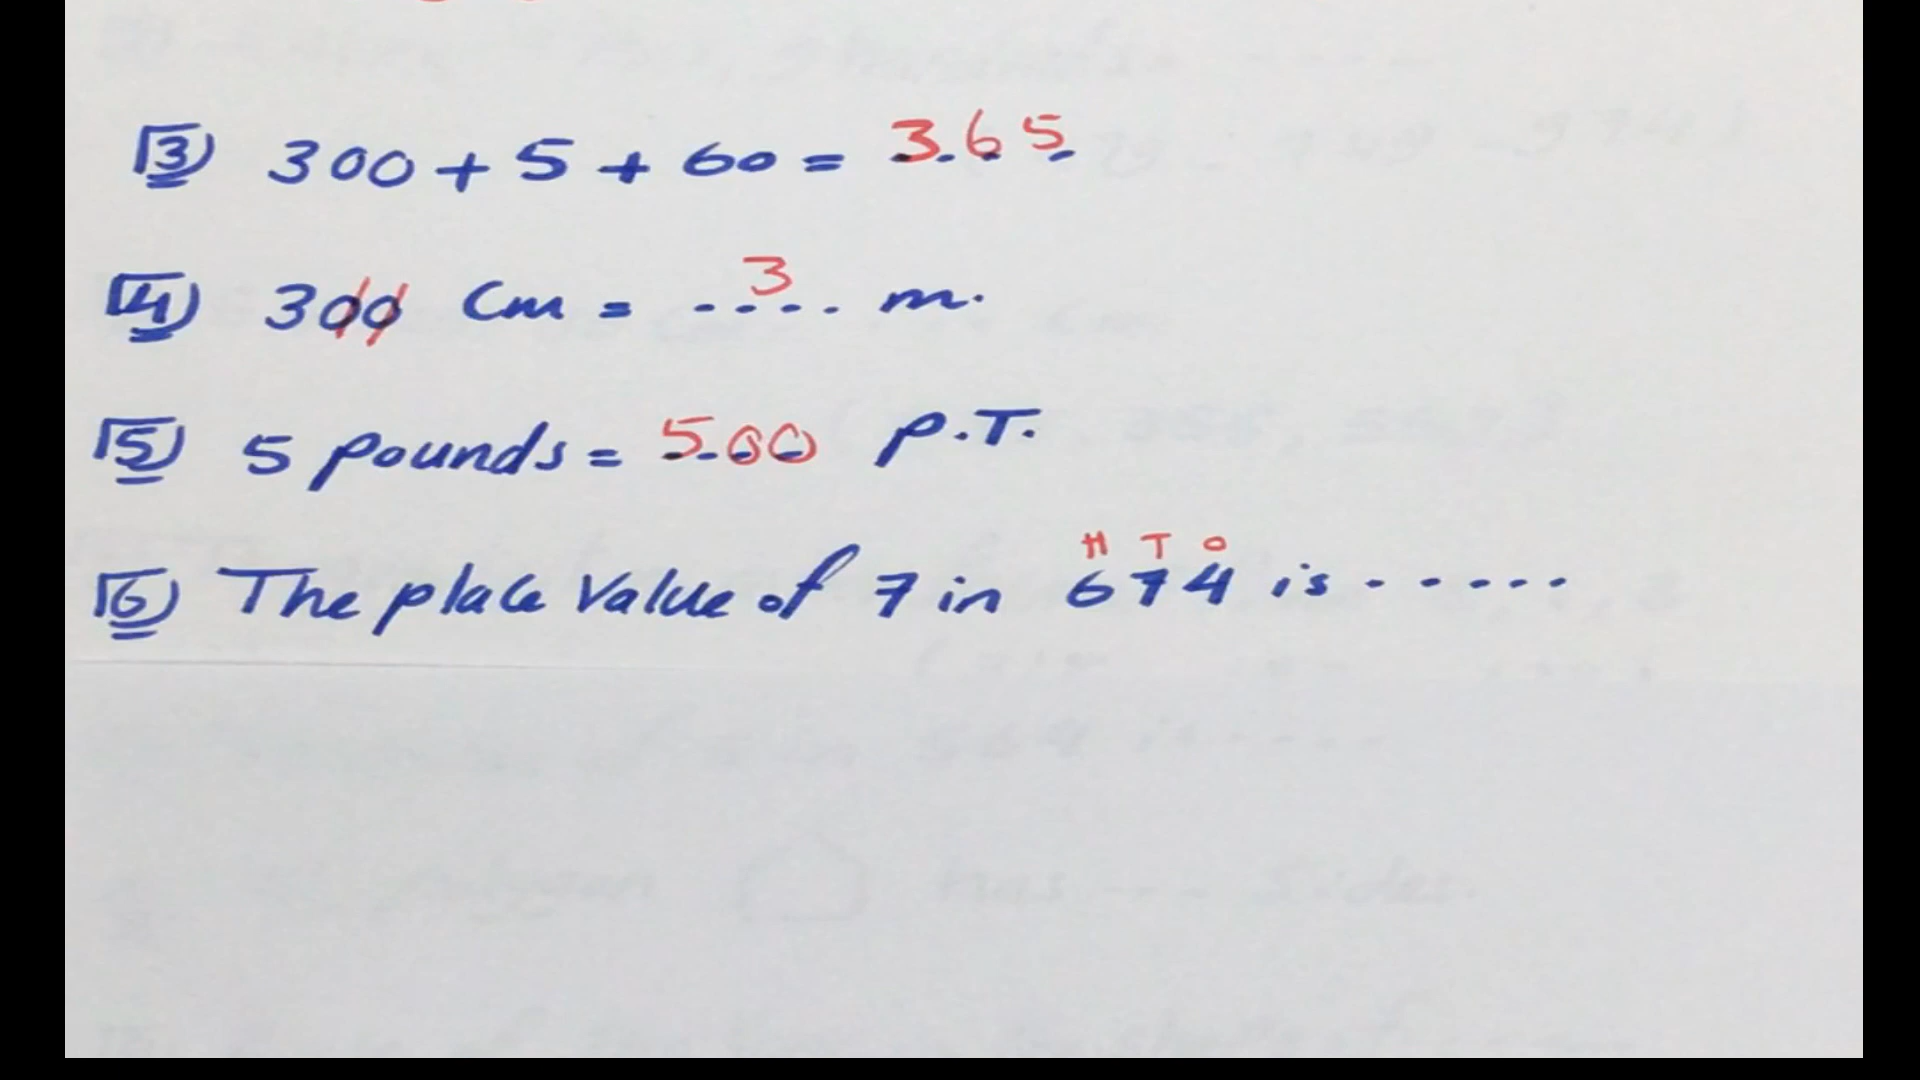 3 300 + 5 + 60 = 365
4 300 Cm = ..3.. m.
5 5 pounds = 500 P.T.
H T O
6 The place value of 7 in 674 is .....